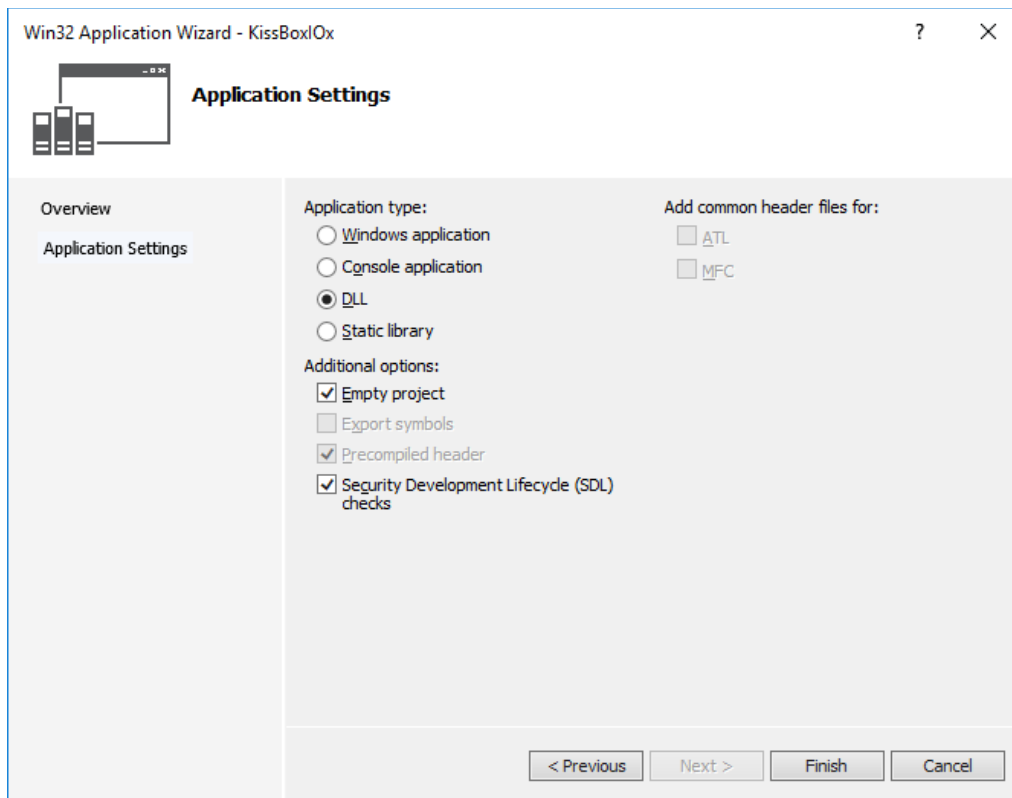 Win32 Application Wizard - KissBoxIOx
?
Application Settings
Overview
Application Settings
Application type:
Windows application
Console application
DLL
Static library
Additional options:
Empty project
Export symbols
Precompiled header
Security Development Lifecycle (SDL)
checks
Add common header files for:
ATL
MFC
< Previous
Next >
Finish
Cancel